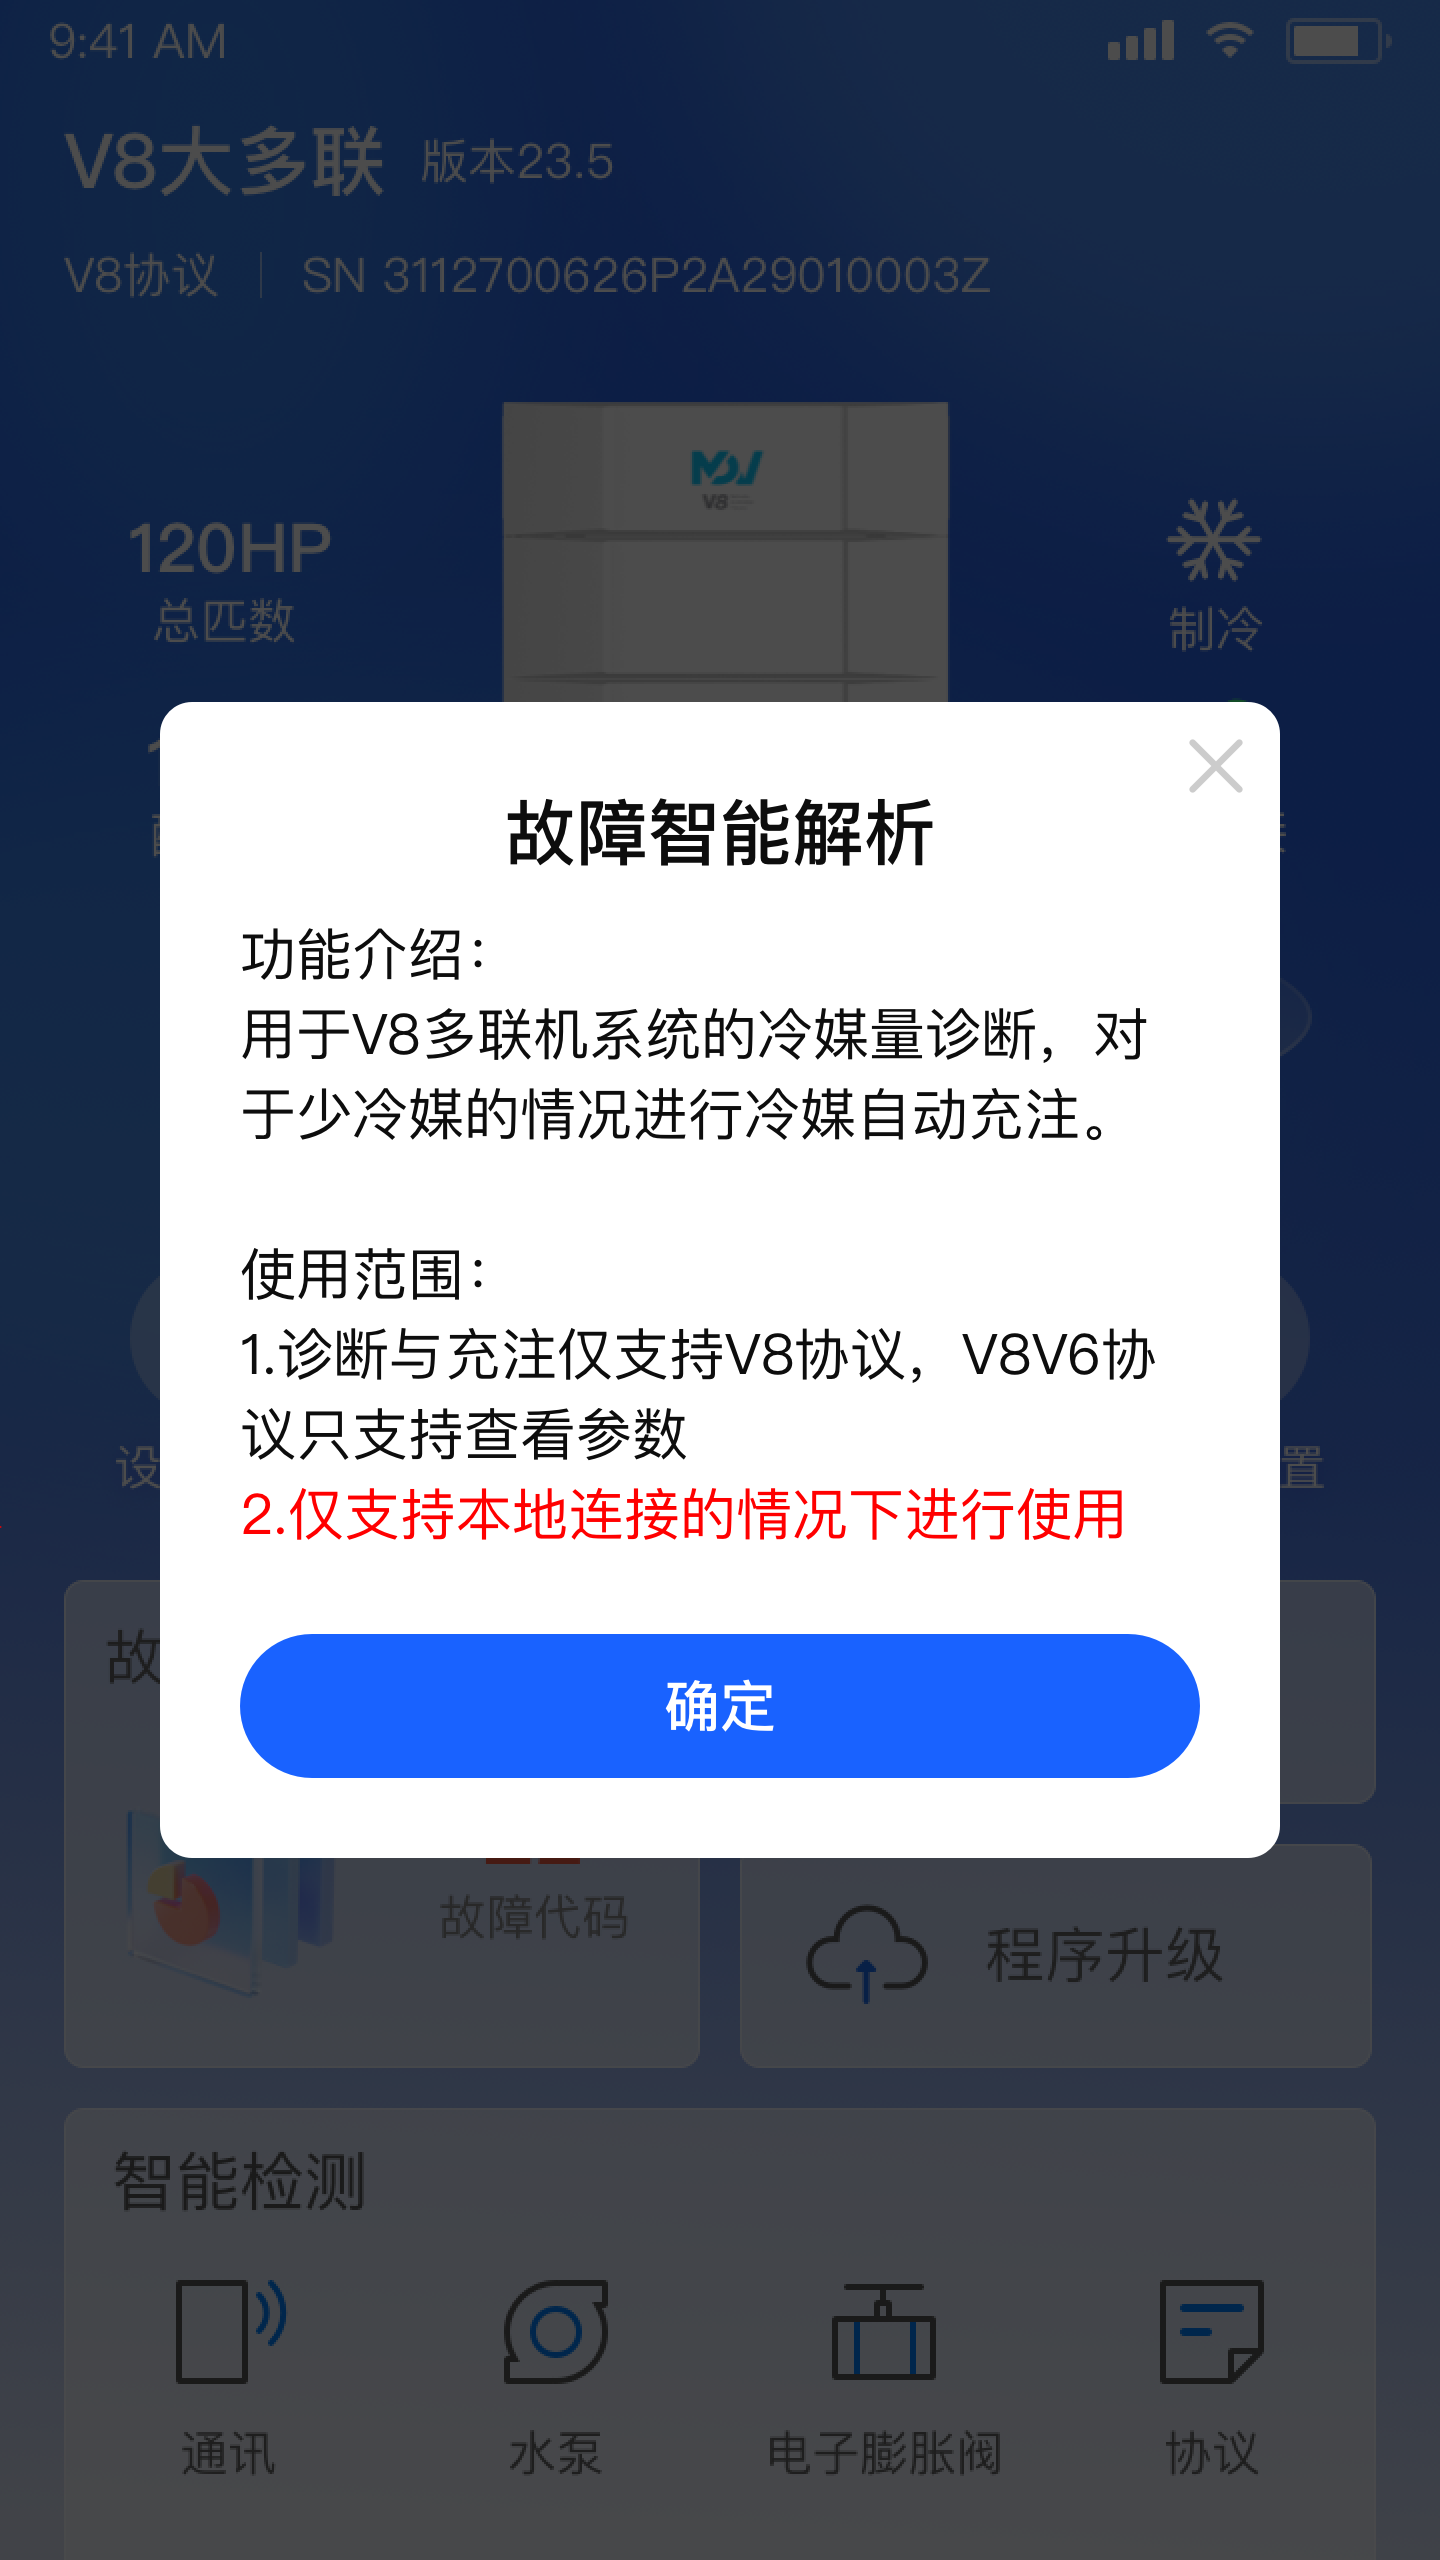 9:41 AM
V8大多联 版本23.5
V8协议 SN 3112700626P2A29010003Z
MDV
V8
120HP
总匹数
制冷
故障智能解析
功能介绍：
用于V8多联机系统的冷媒量诊断，对
于少冷媒的情况进行冷媒自动充注。
使用范围：
1.诊断与充注仅支持V8协议，V8V6协
议只支持查看参数
2.仅支持本地连接的情况下进行使用
设
置
确定
故
故障代码
程序升级
智能检测
通讯
水泵
电子膨胀阀
协议